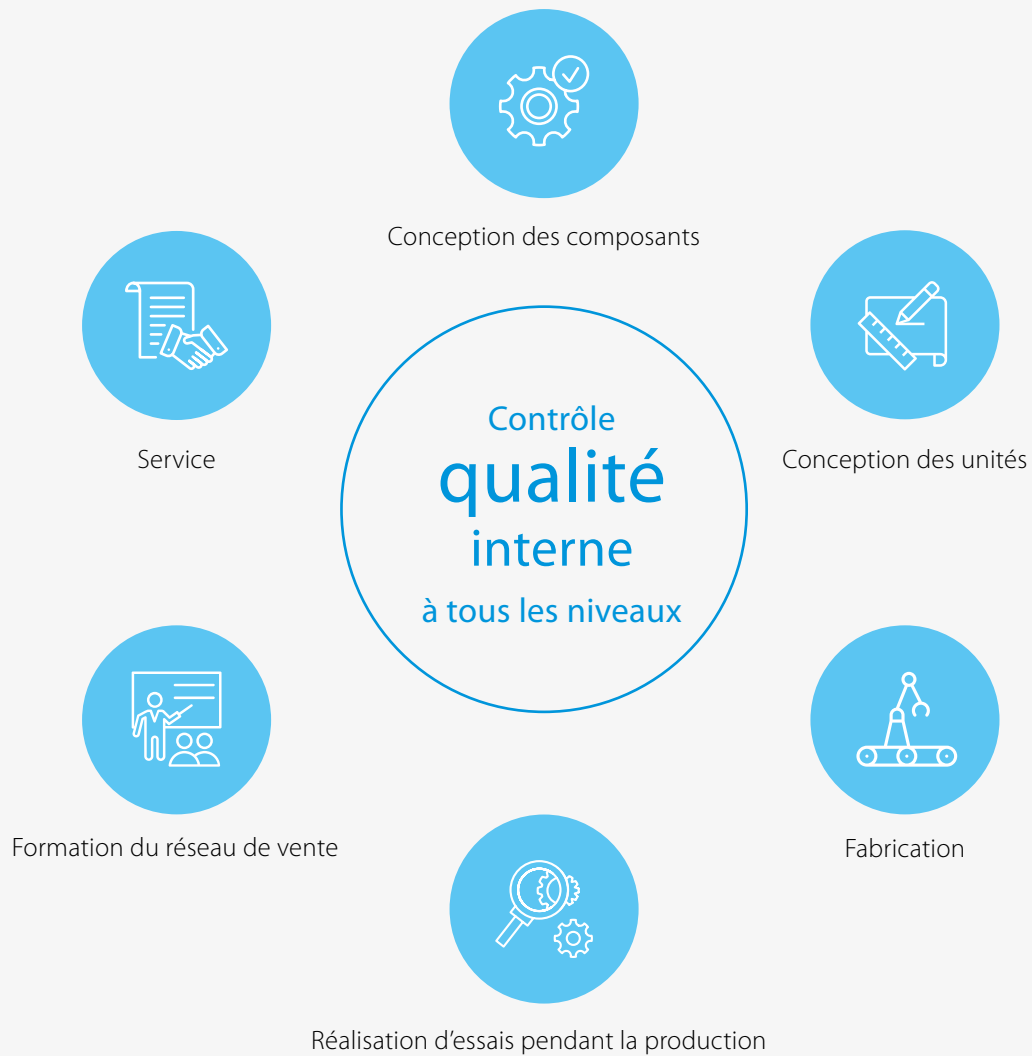 Conception des composants
Service
Conception des unités
Contrôle
qualité
interne
à tous les niveaux
Formation du réseau de vente
Fabrication
Réalisation d'essais pendant la production